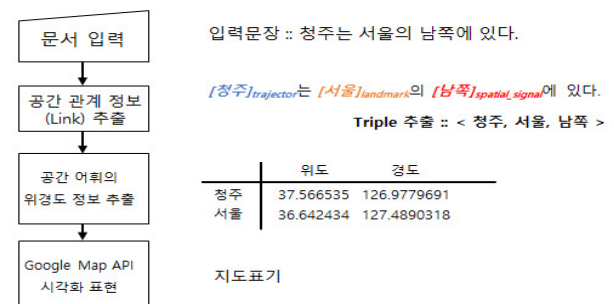 문서 입력
입력문장 :: 청주는 서울의 남쪽에 있다.
공간 관계 정보
(Link) 추출
[청주]trajector는 [서울]landmark의 [남쪽]spatial_signal에 있다.
Triple 추출 :: < 청주, 서울, 남쪽 >
공간 어휘의
위경도 정보 추출
위도 경도
청주 37.566535 126.9779691
서울 36.642434 127.4890318
Google Map API
시각화 표현
지도표기